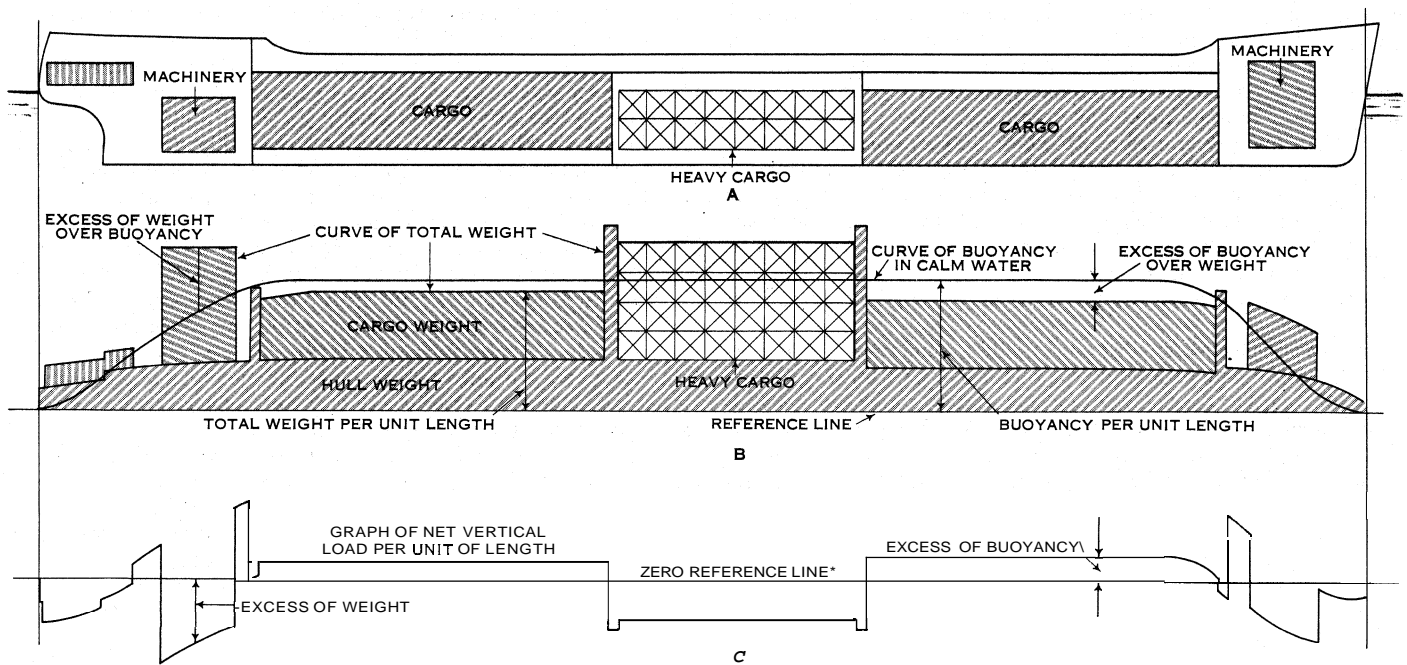 MACHINERY
MACHINERY
CARGO
CARGO
HEAVY CARGO
A
EXCESS OF WEIGHT
OVER BUOYANCY
CURVE OF TOTAL WEIGHT
CURVE OF BUOYANCY
IN CALM WATER
EXCESS OF BUOYANCY
OVER WEIGHT
CARGO WEIGHT
HULL WEIGHT
HEAVY CARGO
TOTAL WEIGHT PER UNIT LENGTH
REFERENCE LINE
BUOYANCY PER UNIT LENGTH
B
GRAPH OF NET VERTICAL
LOAD PER UNIT OF LENGTH
EXCESS OF BUOYANCY\
ZERO REFERENCE LINE*
-EXCESS OF WEIGHT
C